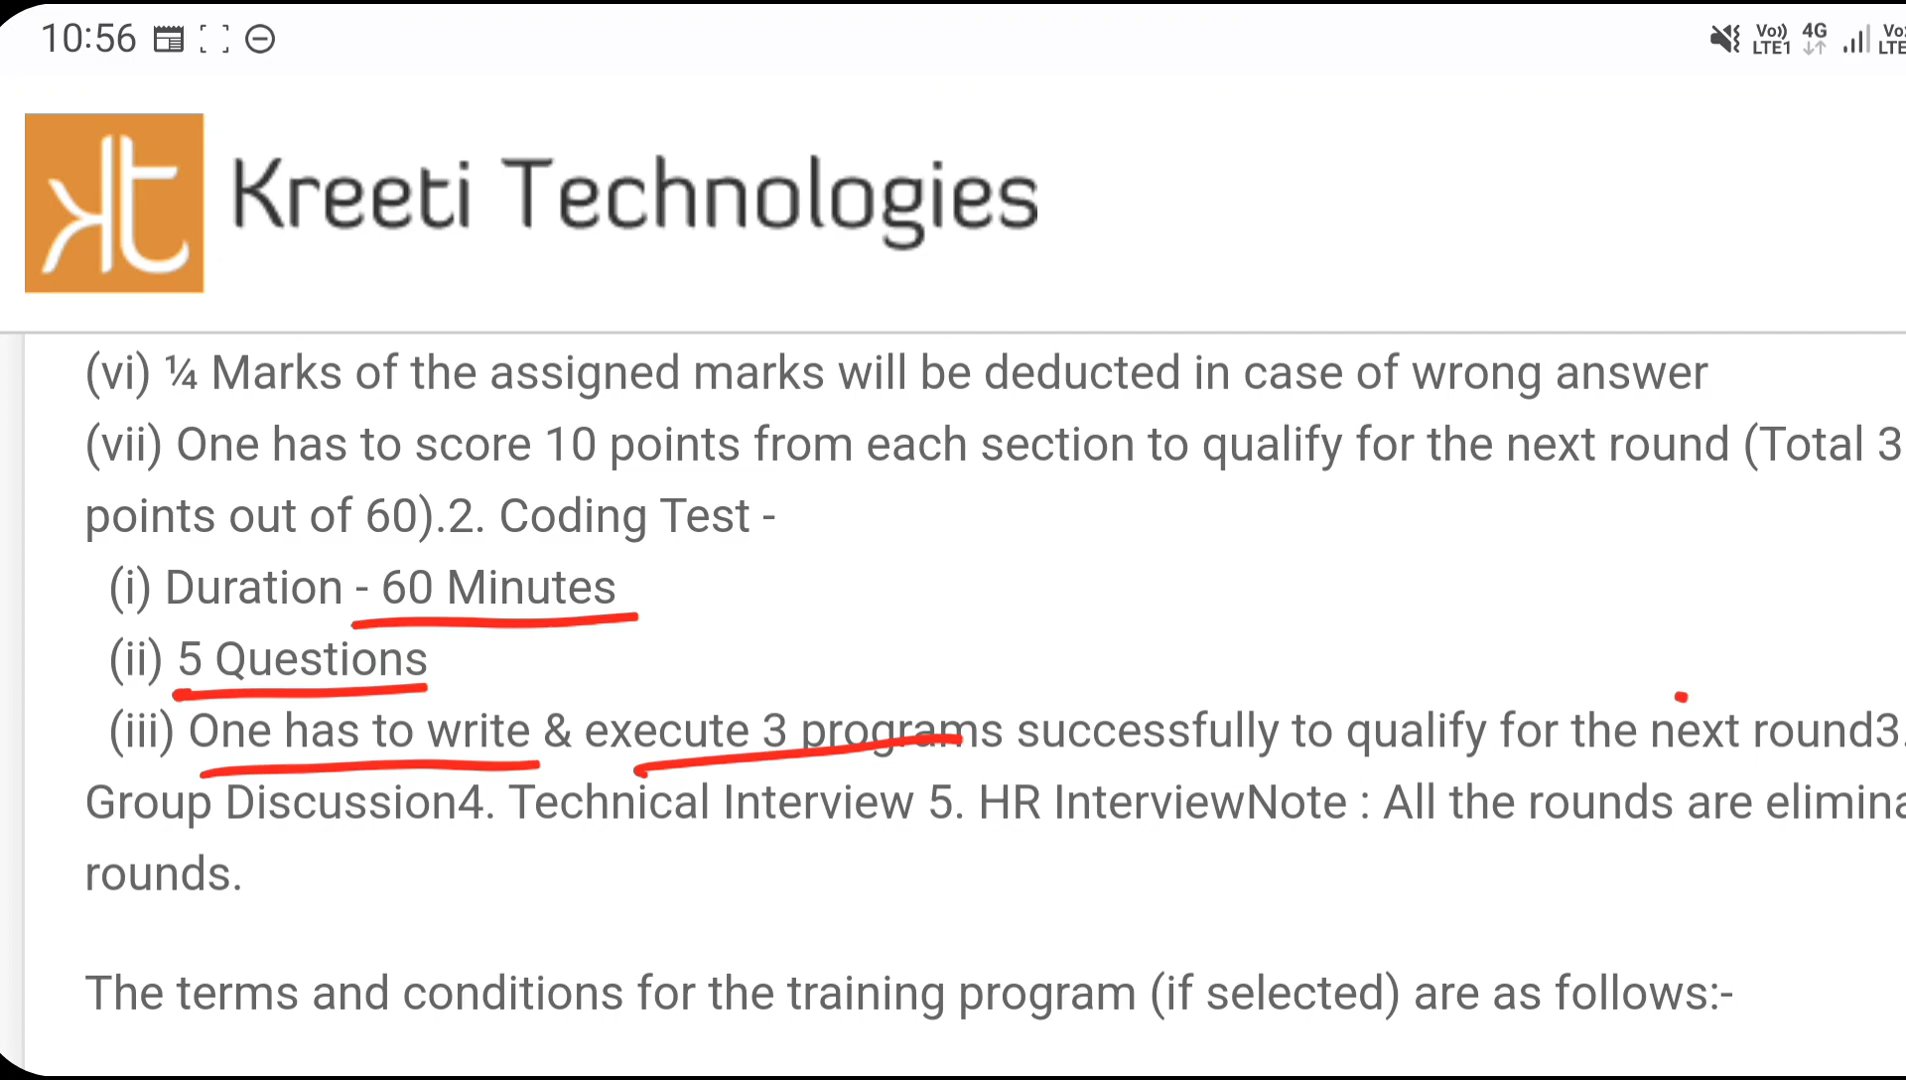 10:56 Vo)) LTE1 4G
kt Kreeti Technologies
(vi) ¼ Marks of the assigned marks will be deducted in case of wrong answer
(vii) One has to score 10 points from each section to qualify for the next round (Total 3
points out of 60).2. Coding Test -
(i) Duration - 60 Minutes
(ii) 5 Questions
(iii) One has to write & execute 3 programs successfully to qualify for the next round3.
Group Discussion4. Technical Interview 5. HR InterviewNote : All the rounds are
rounds.
The terms and conditions for the training program (if selected) are as follows:-